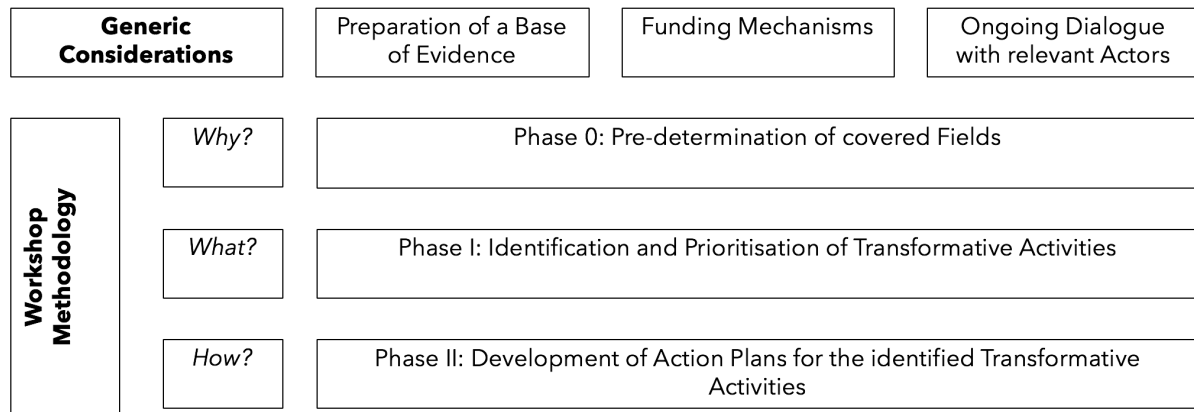 Generic
Considerations
Preparation of a Base
of Evidence
Funding Mechanisms
Ongoing Dialogue
with relevant Actors
Workshop
Methodology
Why?
Phase 0: Pre-determination of covered Fields
What?
Phase I: Identification and Prioritisation of Transformative Activities
How?
Phase II: Development of Action Plans for the identified Transformative
Activities